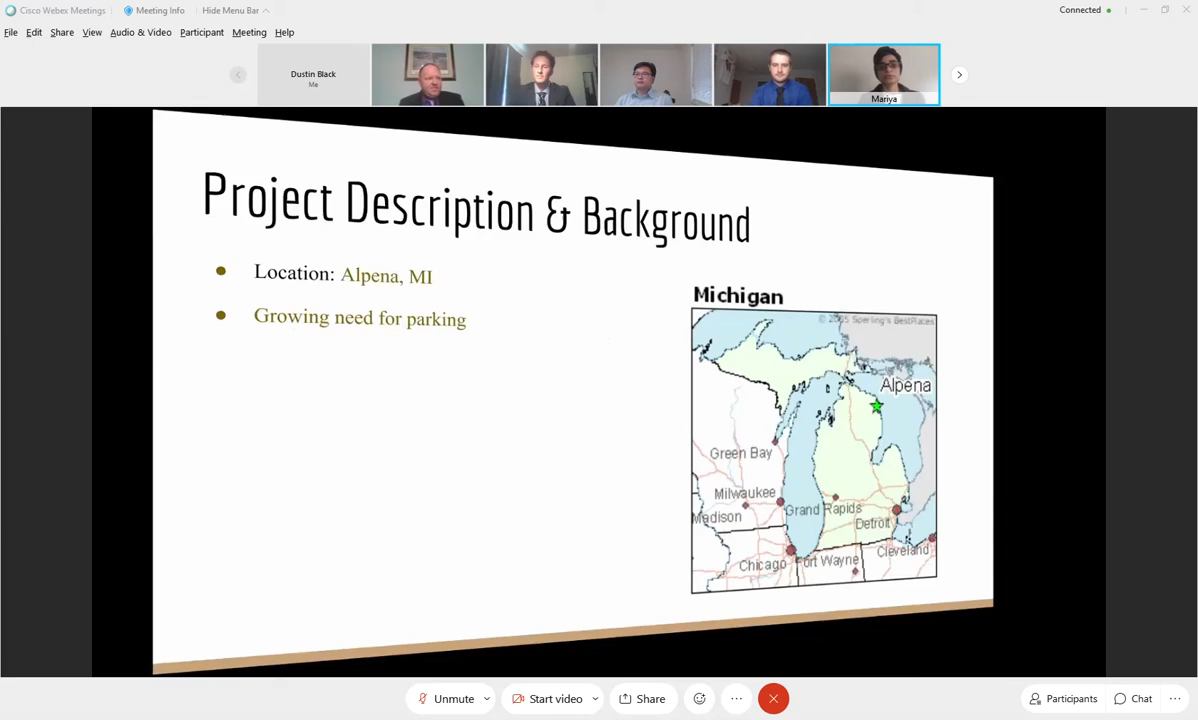 Cisco Webex Meetings
Meeting Info
Hide Menu Bar
Connected
File Edit Share View Audio & Video Participant Meeting Help
Dustin Black
Me
Mariya
Project Description & Background
Location: Alpena, MI
Growing need for parking
Michigan
© 2005 Sperling's BestPlaces
Alpena
Green Bay
Milwaukee
Madison
Grand Rapids
Detroit
Chicago
Fort Wayne
Cleveland
Unmute
Start video
Share
Participants
Chat